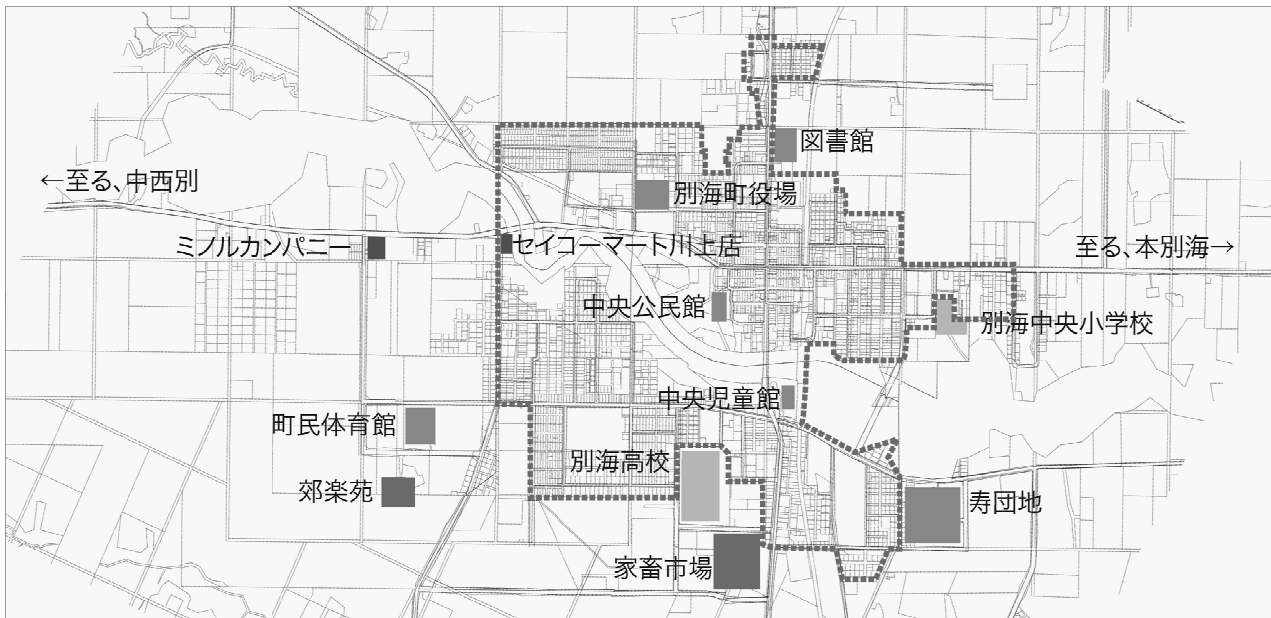 図書館
←至る、中西別
別海町役場
ミノルカンパニー
セイコーマート川上店
至る、本別海→
中央公民館
別海中央小学校
中央児童館
町民体育館
別海高校
郊楽苑
寿団地
家畜市場